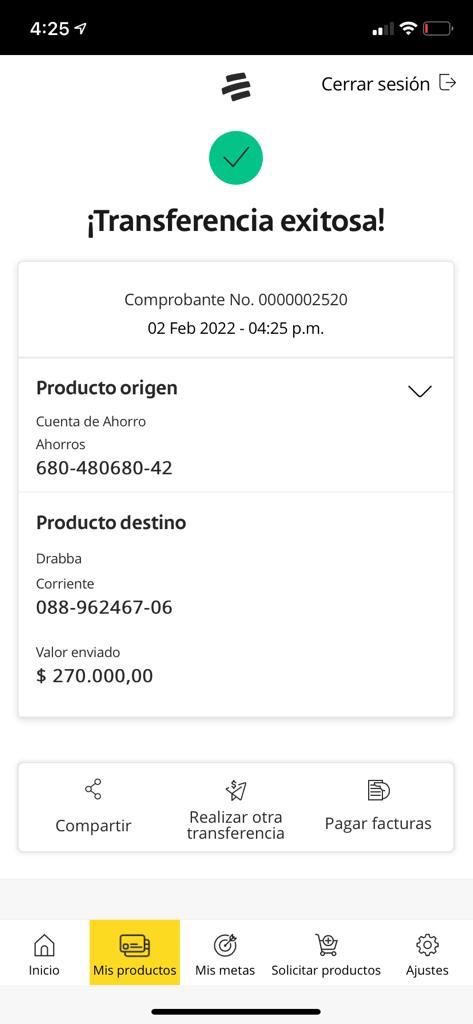 4:25
Cerrar sesión
¡Transferencia exitosa!
Comprobante No. 0000002520
02 Feb 2022 - 04:25 p.m.
Producto origen
Cuenta de Ahorro
Ahorros
680-480680-42
Producto destino
Drabba
Corriente
088-962467-06
Valor enviado
$ 270.000,00
Compartir
Realizar otra
transferencia
Pagar facturas
Inicio
Mis productos
Mis metas
Solicitar productos
Ajustes